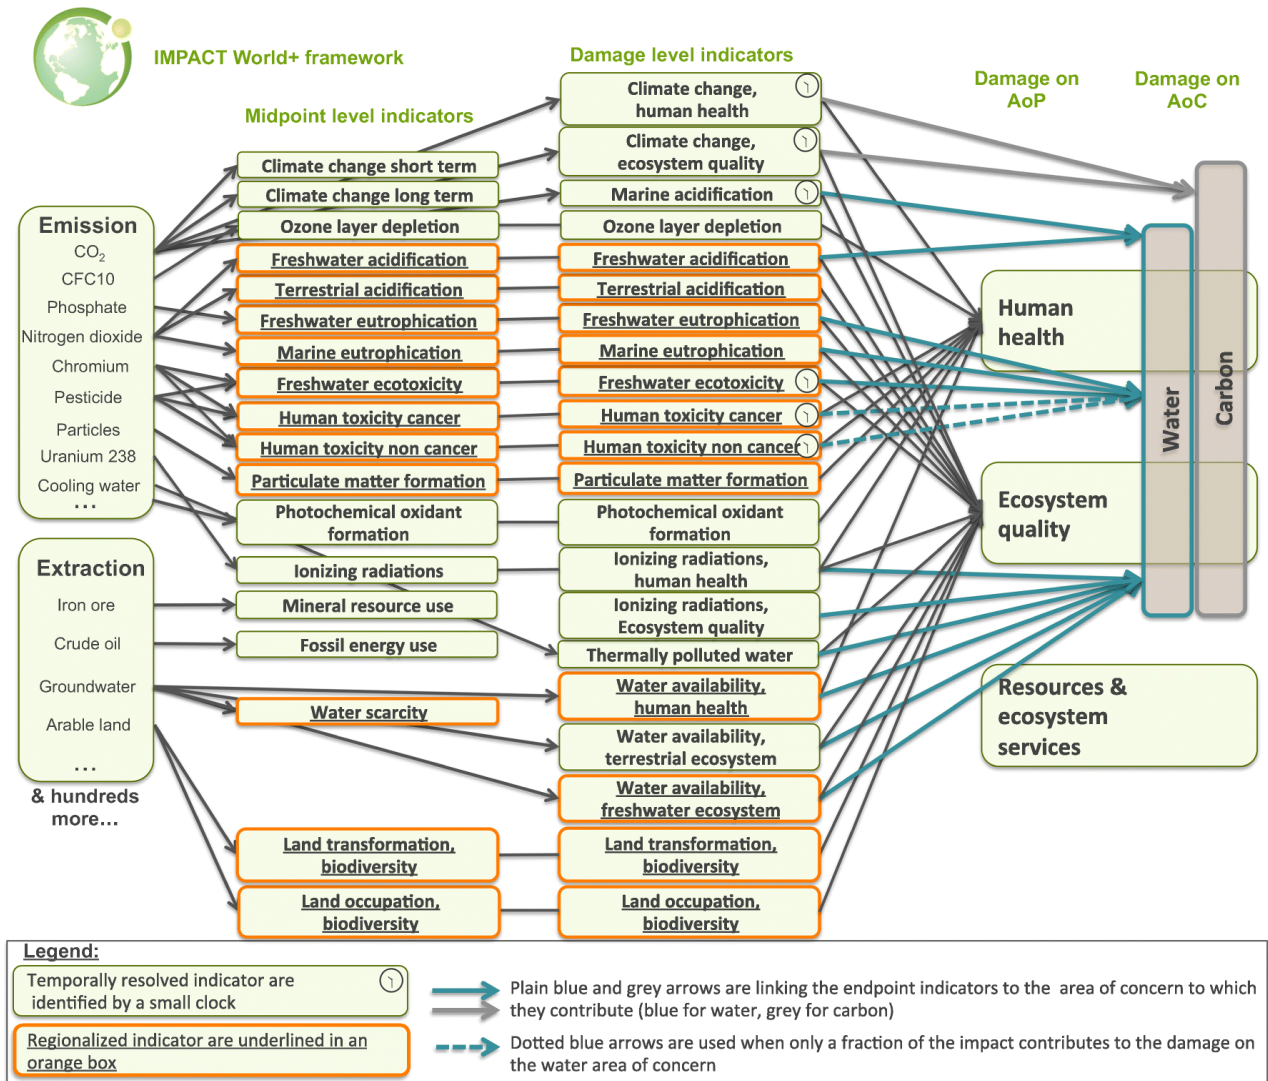 IMPACT World+ framework
Damage level indicators
Midpoint level indicators
Damage on
AoP
Damage on
AoC
Emission
CO2
CFC10
Phosphate
Nitrogen dioxide
Chromium
Pesticide
Particles
Uranium 238
Cooling water
...
Extraction
Iron ore
Crude oil
Groundwater
Arable land
...
& hundreds
more...
Climate change short term
Climate change long term
Ozone layer depletion
Freshwater acidification
Terrestrial acidification
Freshwater eutrophication
Marine eutrophication
Freshwater ecotoxicity
Human toxicity cancer
Human toxicity non cancer
Particulate matter formation
Photochemical oxidant
formation
Ionizing radiations
Mineral resource use
Fossil energy use
Water scarcity
Land transformation,
biodiversity
Land occupation,
biodiversity
Climate change,
human health
Climate change,
ecosystem quality
Marine acidification
Ozone layer depletion
Freshwater acidification
Terrestrial acidification
Freshwater eutrophication
Marine eutrophication
Freshwater ecotoxicity
Human toxicity cancer
Human toxicity non cancer
Particulate matter formation
Photochemical oxidant
formation
Ionizing radiations,
human health
Ionizing radiations,
Ecosystem quality
Thermally polluted water
Water availability,
human health
Water availability,
terrestrial ecosystem
Water availability,
freshwater ecosystem
Land transformation,
biodiversity
Land occupation,
biodiversity
Human
health
Ecosystem
quality
Resources &
ecosystem
services
Water
Carbon
Legend:
Temporally resolved indicator are
identified by a small clock
Regionalized indicator are underlined in an
orange box
Plain blue and grey arrows are linking the endpoint indicators to the area of concern to which
they contribute (blue for water, grey for carbon)
Dotted blue arrows are used when only a fraction of the impact contributes to the damage on
the water area of concern